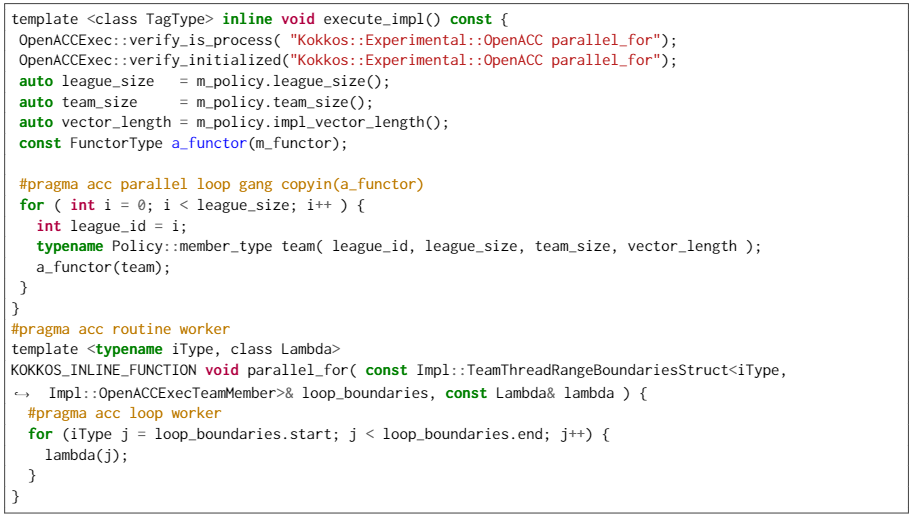 template <class TagType> inline void execute_impl() const {
 OpenACCExec::verify_is_process( "Kokkos::Experimental::OpenACC parallel_for");
 OpenACCExec::verify_initialized("Kokkos::Experimental::OpenACC parallel_for");
 auto league_size   = m_policy.league_size();
 auto team_size     = m_policy.team_size();
 auto vector_length = m_policy.impl_vector_length();
 const FunctorType a_functor(m_functor);

 #pragma acc parallel loop gang copyin(a_functor)
 for ( int i = 0; i < league_size; i++ ) {
   int league_id = i;
   typename Policy::member_type team( league_id, league_size, team_size, vector_length );
   a_functor(team);
 }
}
#pragma acc routine worker
template <typename iType, class Lambda>
KOKKOS_INLINE_FUNCTION void parallel_for( const Impl::TeamThreadRangeBoundariesStruct<iType,
↪  Impl::OpenACCExecTeamMember>& loop_boundaries, const Lambda& lambda ) {
  #pragma acc loop worker
  for (iType j = loop_boundaries.start; j < loop_boundaries.end; j++) {
    lambda(j);
  }
}